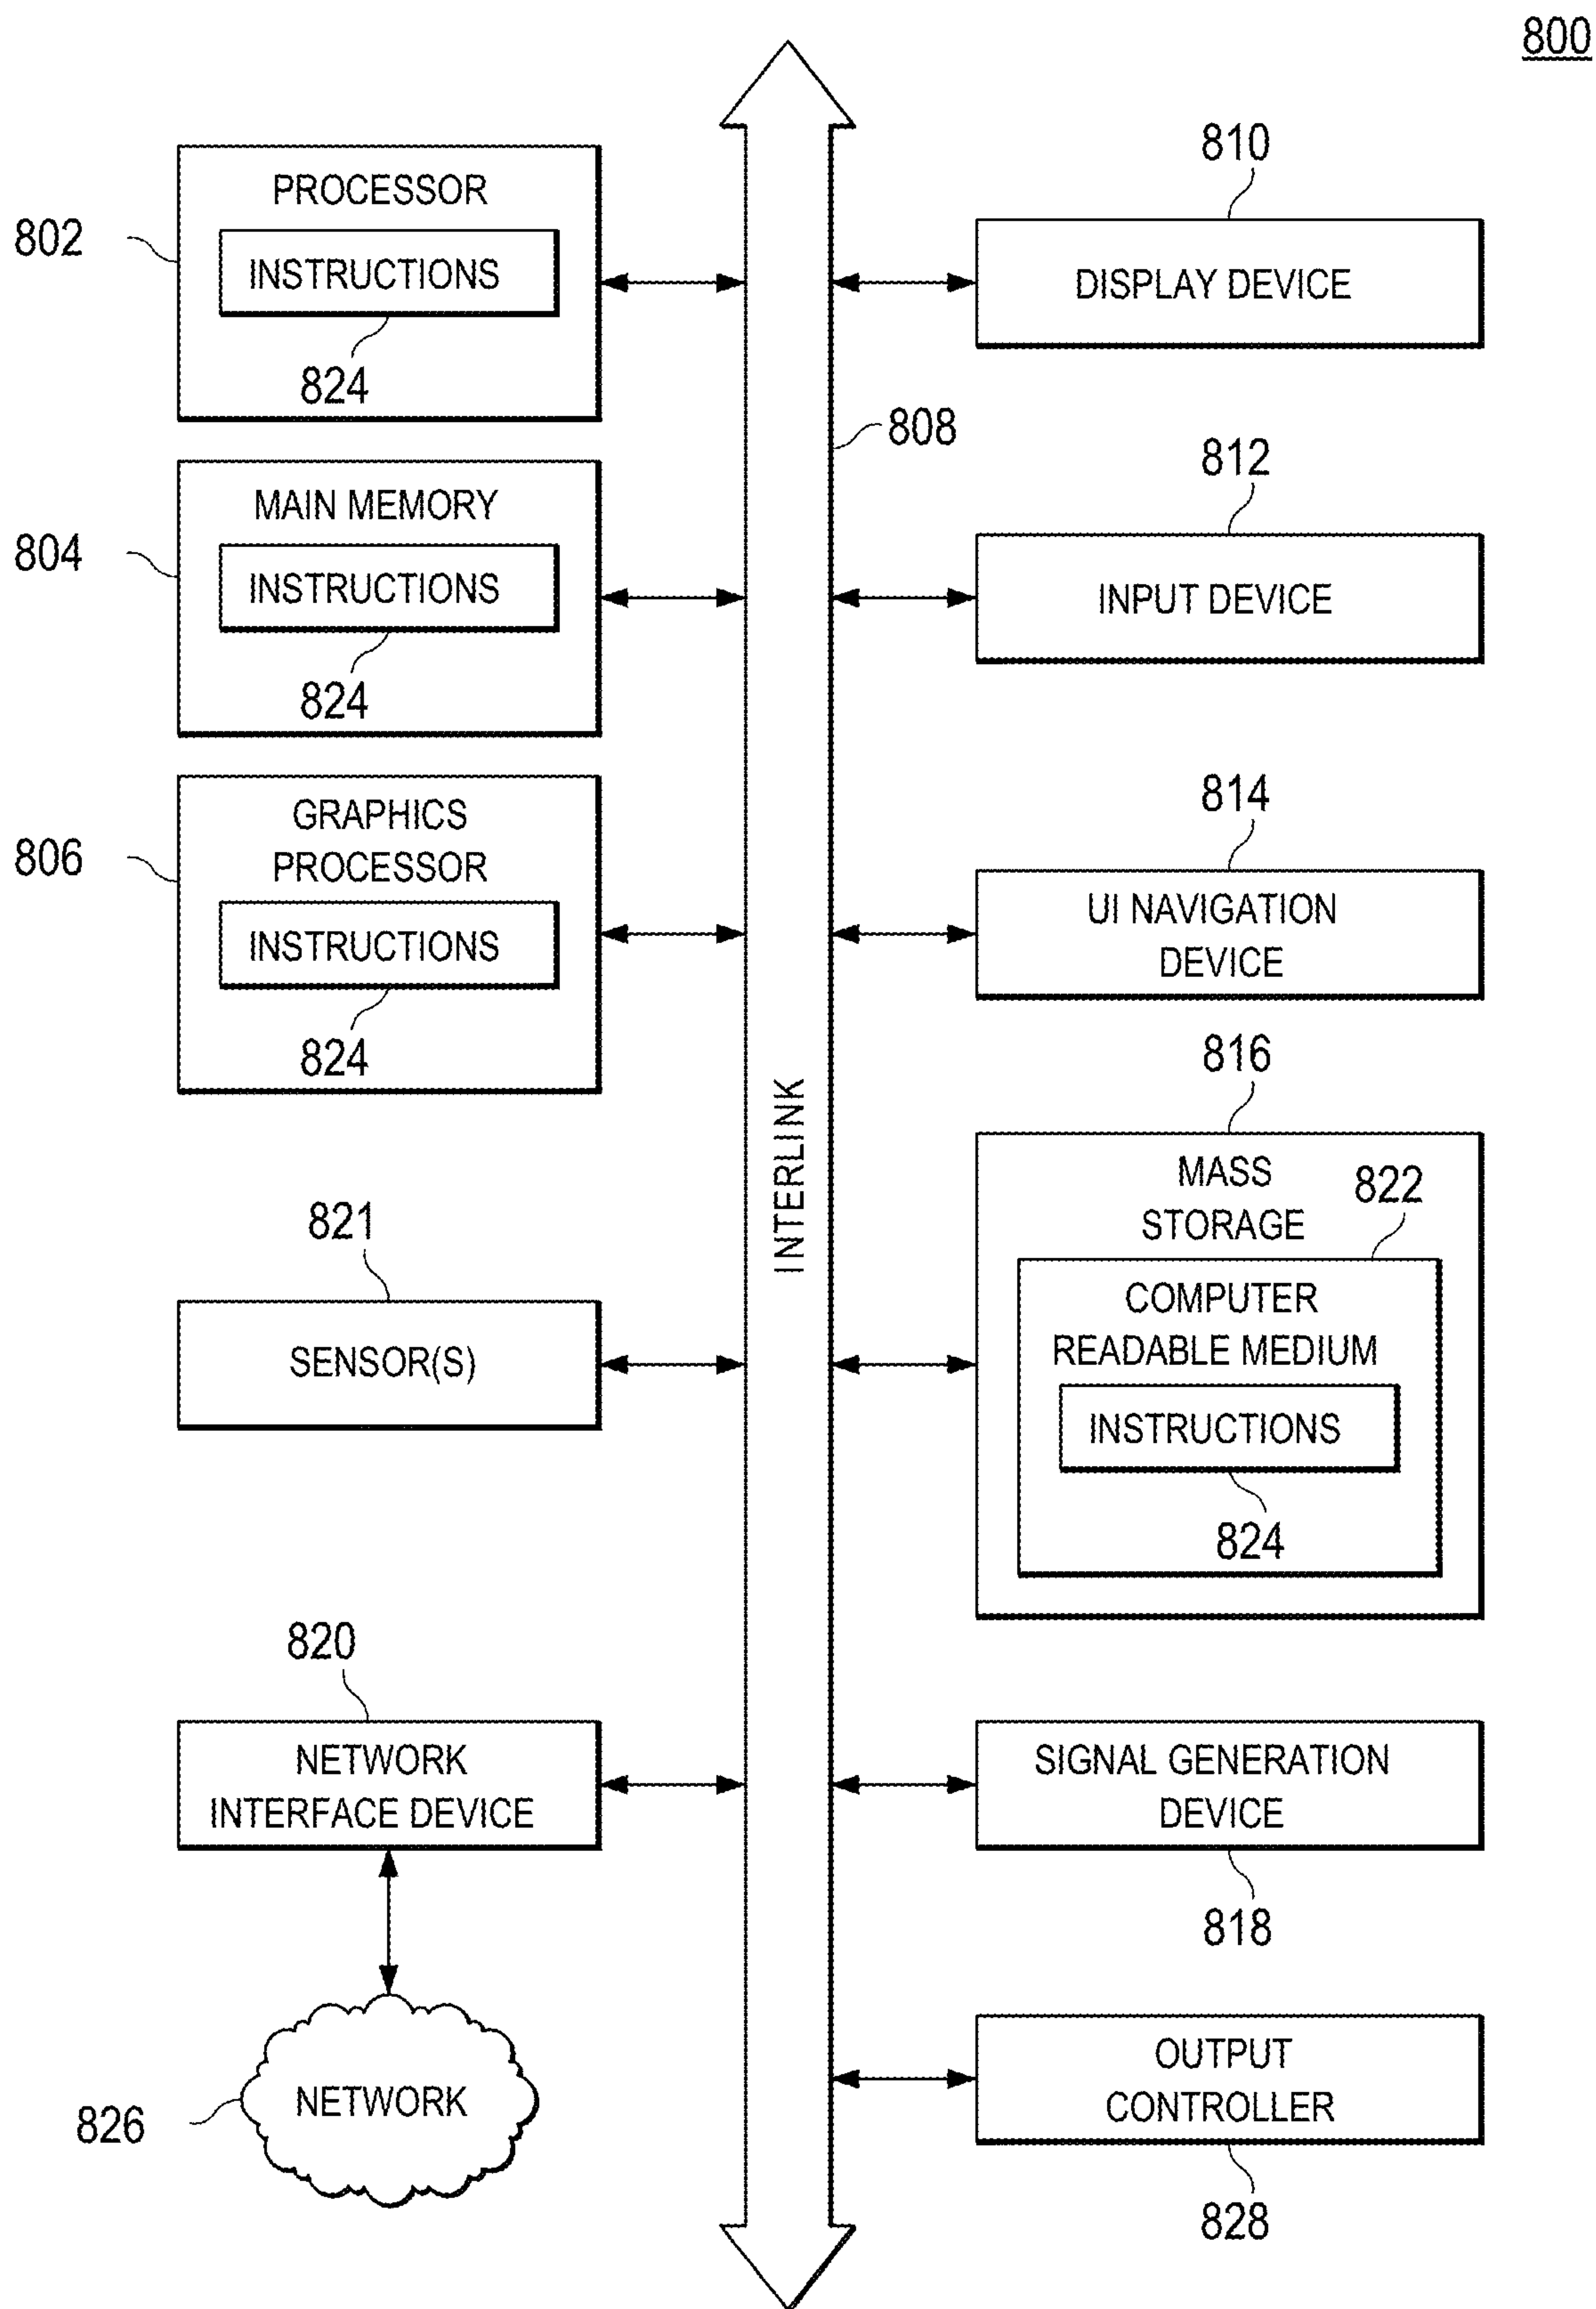 800
PROCESSOR
802
INSTRUCTIONS
824
MAIN MEMORY
804
INSTRUCTIONS
824
GRAPHICS
PROCESSOR
806
INSTRUCTIONS
824
821
SENSOR(S)
820
NETWORK
INTERFACE DEVICE
NETWORK
826
INTERLINK
808
810
DISPLAY DEVICE
812
INPUT DEVICE
814
UI NAVIGATION
DEVICE
816
MASS
STORAGE
822
COMPUTER
READABLE MEDIUM
INSTRUCTIONS
824
SIGNAL GENERATION
DEVICE
818
OUTPUT
CONTROLLER
828